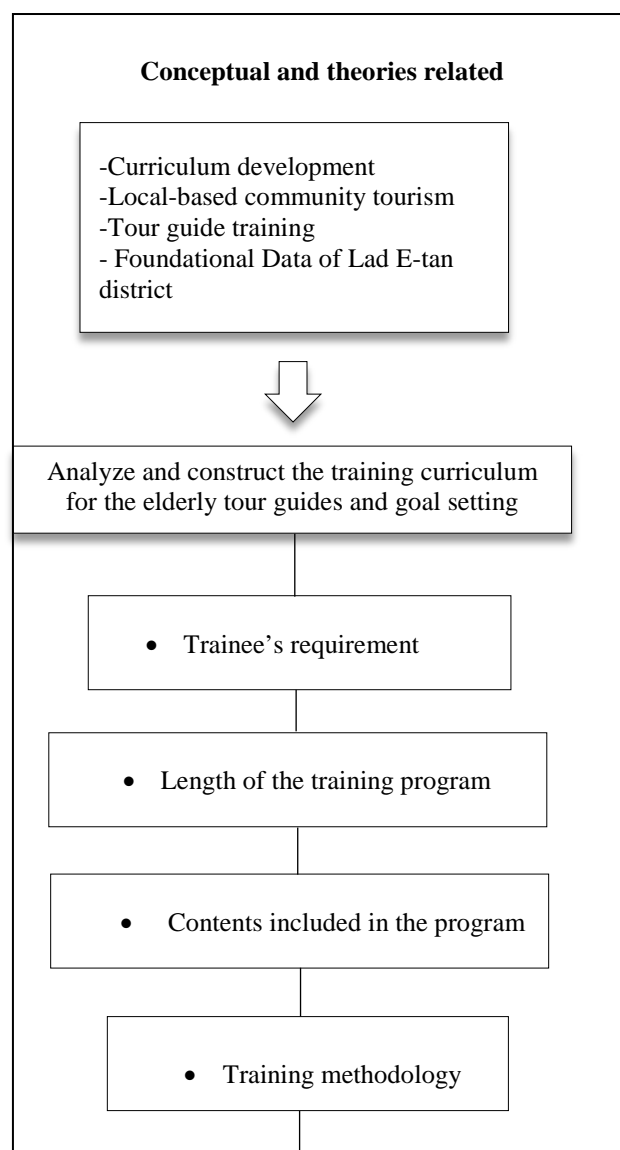 Conceptual and theories related
-Curriculum development
-Local-based community tourism
-Tour guide training
- Foundational Data of Lad E-tan
district
Analyze and construct the training curriculum
for the elderly tour guides and goal setting
• Trainee’s requirement
• Length of the training program
• Contents included in the program
• Training methodology